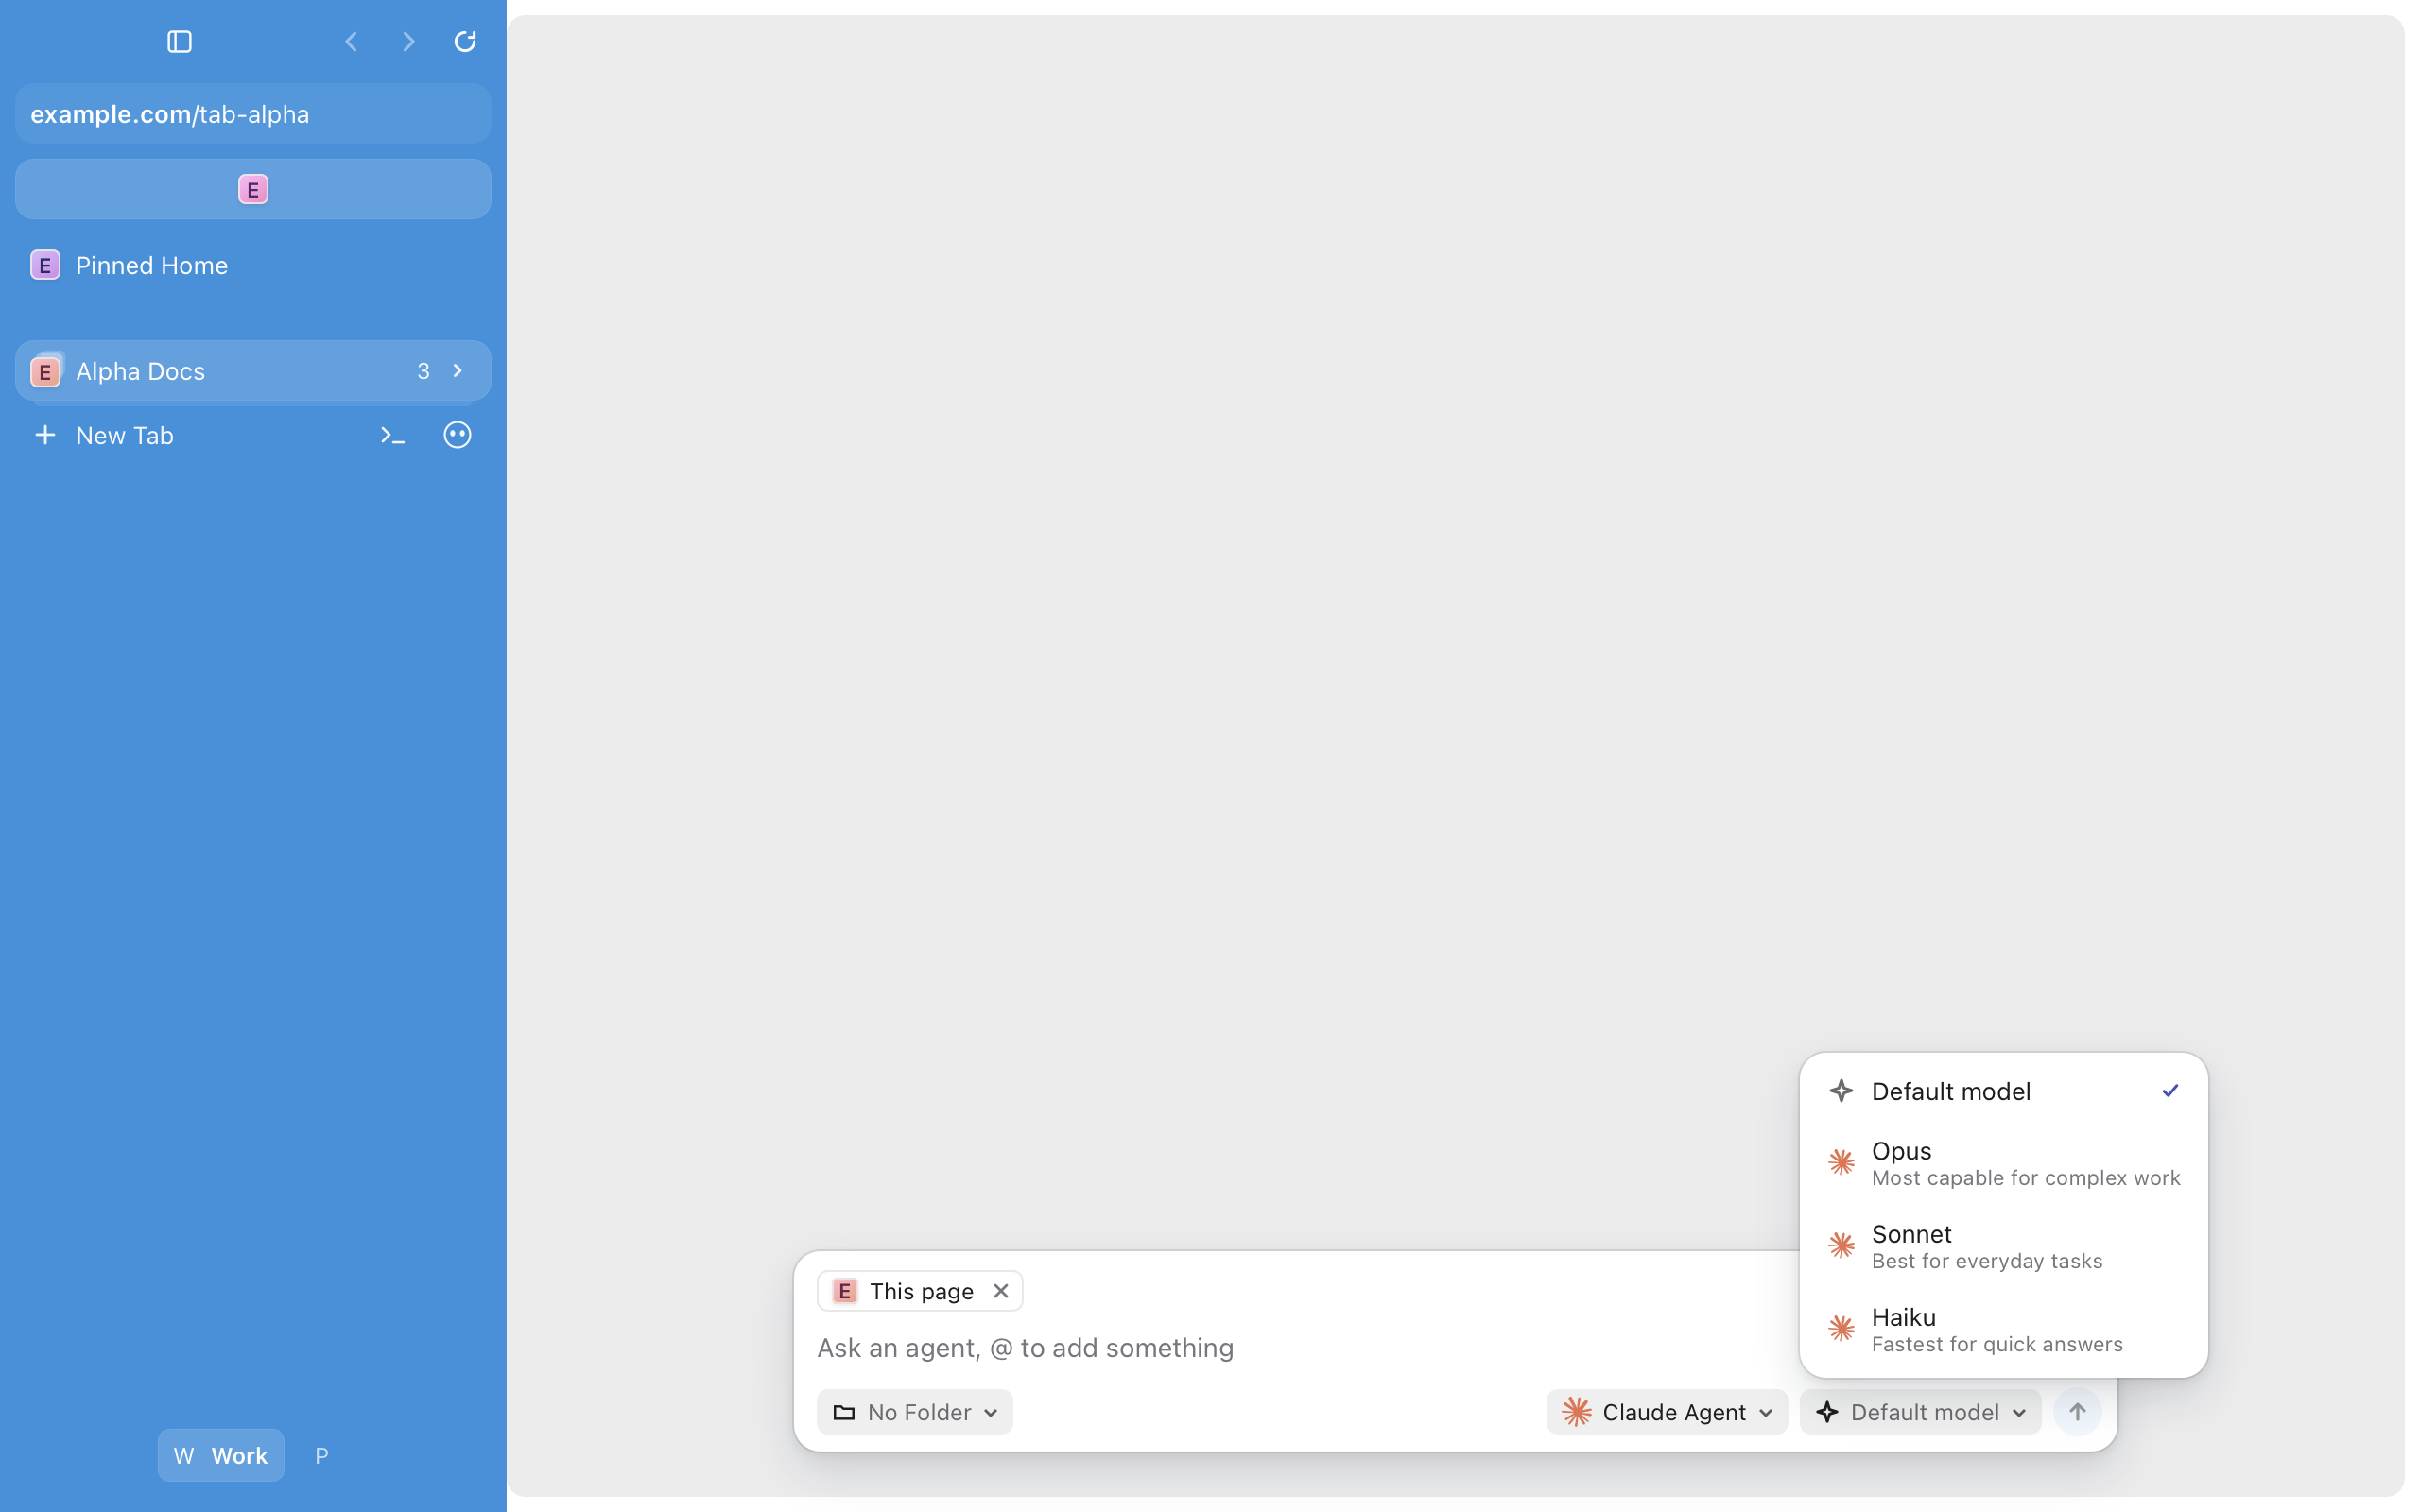 example.com/tab-alpha
E
E Pinned Home
E Alpha Docs 3
New Tab
W Work P
Default model
Opus
Most capable for complex work
Sonnet
Best for everyday tasks
Haiku
Fastest for quick answers
E This page
Ask an agent, @ to add something
No Folder Claude Agent Default model